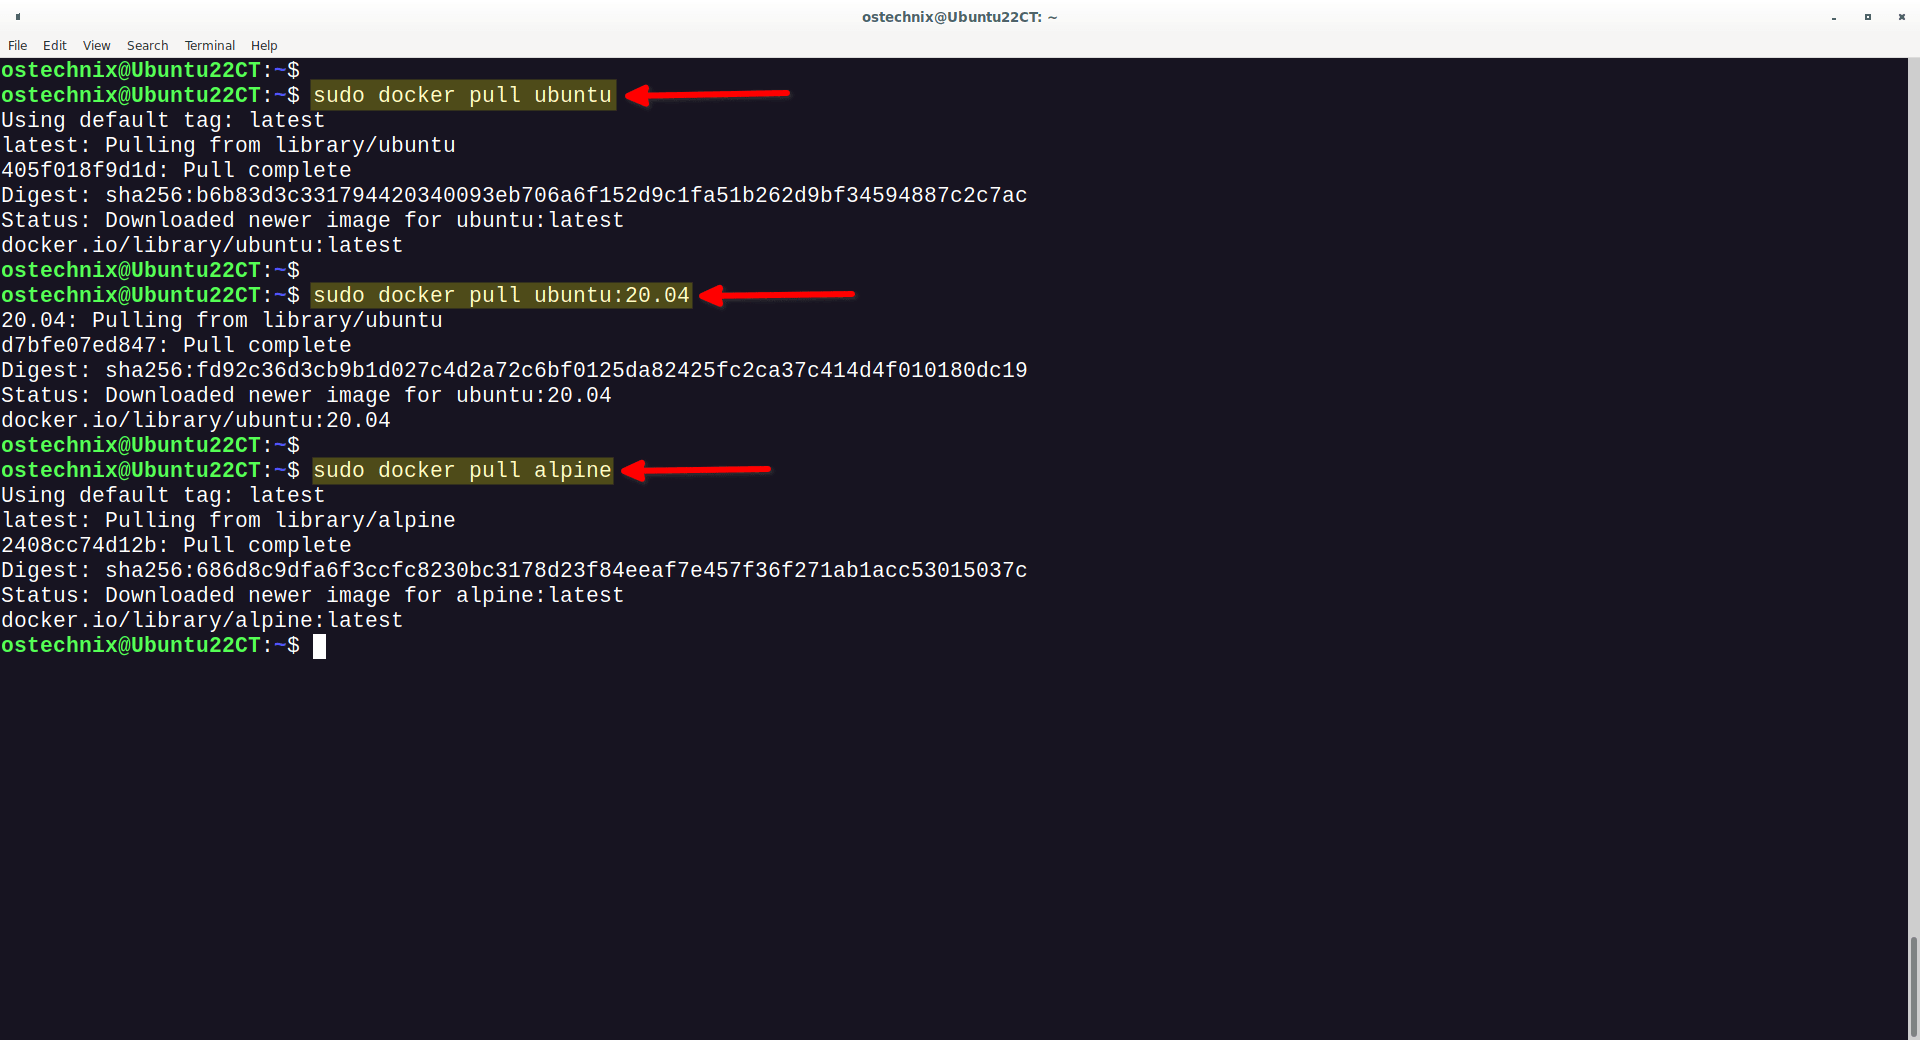 ostechnix@Ubuntu22CT: ~
File Edit View Search Terminal Help
ostechnix@Ubuntu22CT:~$
ostechnix@Ubuntu22CT:~$ sudo docker pull ubuntu
Using default tag: latest
latest: Pulling from library/ubuntu
405f018f9d1d: Pull complete
Digest: sha256:b6b83d3c331794420340093eb706a6f152d9c1fa51b262d9bf34594887c2c7ac
Status: Downloaded newer image for ubuntu:latest
docker.io/library/ubuntu:latest
ostechnix@Ubuntu22CT:~$
ostechnix@Ubuntu22CT:~$ sudo docker pull ubuntu:20.04
20.04: Pulling from library/ubuntu
d7bfe07ed847: Pull complete
Digest: sha256:fd92c36d3cb9b1d027c4d2a72c6bf0125da82425fc2ca37c414d4f010180dc19
Status: Downloaded newer image for ubuntu:20.04
docker.io/library/ubuntu:20.04
ostechnix@Ubuntu22CT:~$
ostechnix@Ubuntu22CT:~$ sudo docker pull alpine
Using default tag: latest
latest: Pulling from library/alpine
2408cc74d12b: Pull complete
Digest: sha256:686d8c9dfa6f3ccfc8230bc3178d23f84eeaf7e457f36f271ab1acc53015037c
Status: Downloaded newer image for alpine:latest
docker.io/library/alpine:latest
ostechnix@Ubuntu22CT:~$